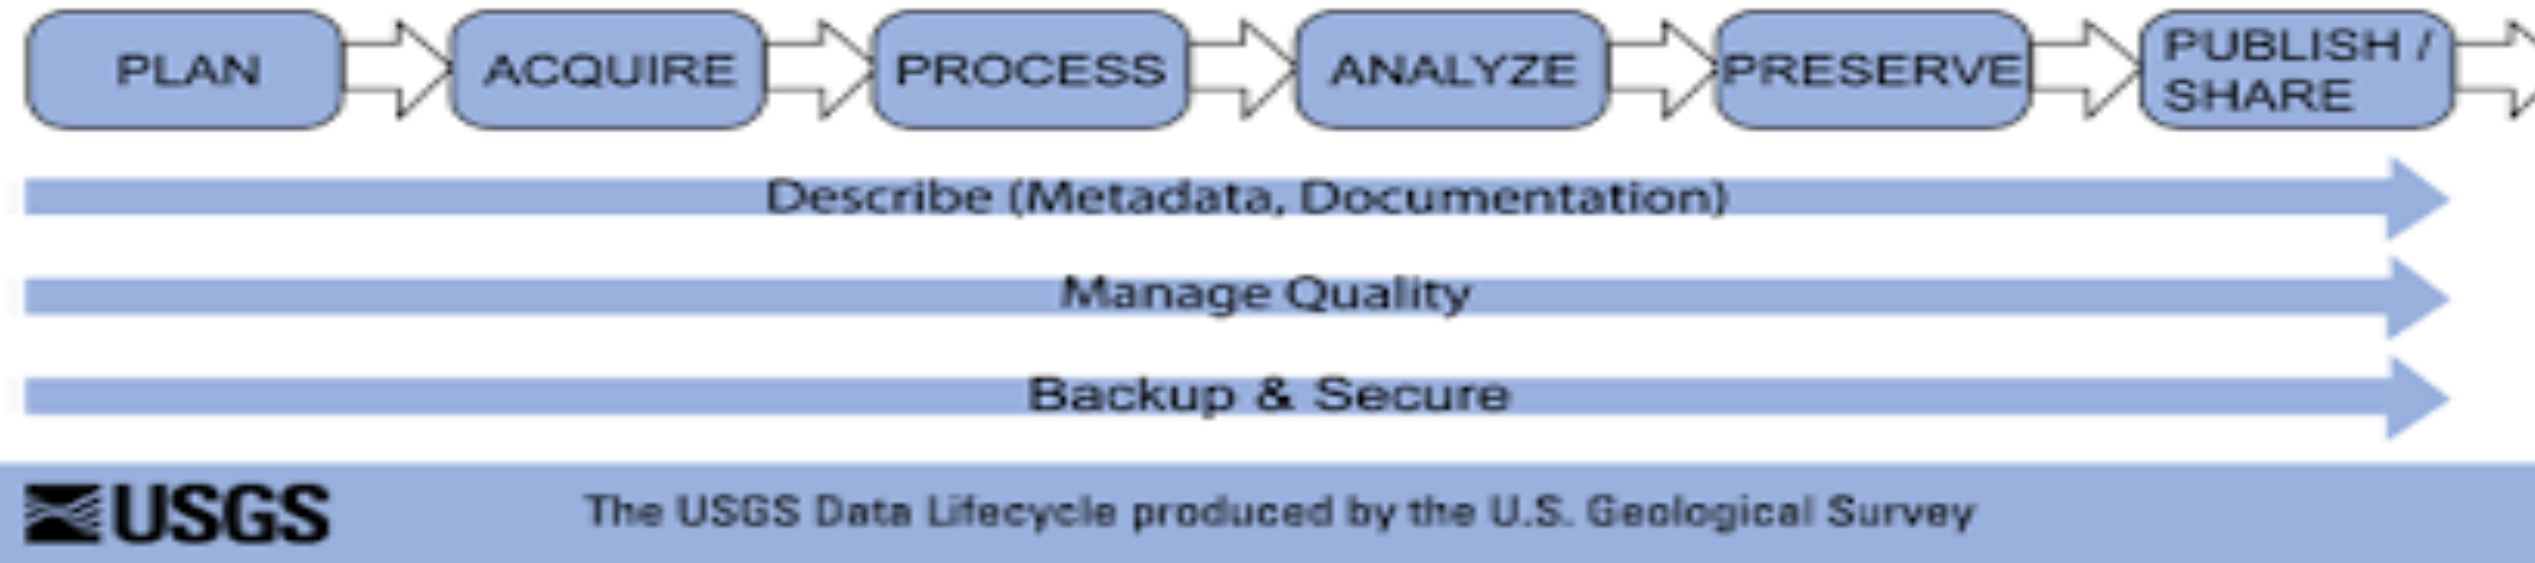 PLAN
ACQUIRE
PROCESS
ANALYZE
PRESERVE
PUBLISH /
SHARE
Describe (Metadata, Documentation)
Manage Quality
Backup & Secure
USGS
The USGS Data Lifecycle produced by the U.S. Geological Survey